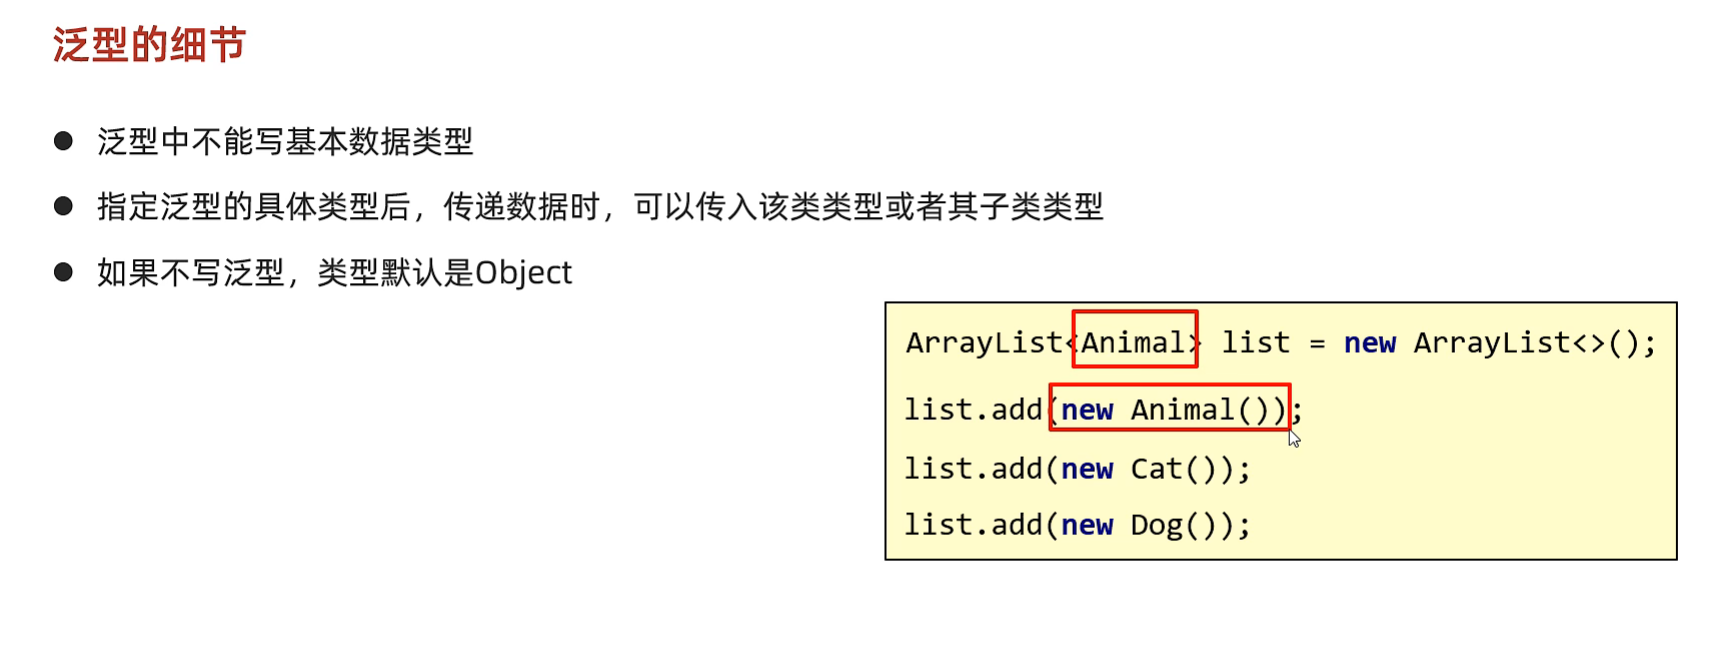 泛型的细节
● 泛型中不能写基本数据类型
● 指定泛型的具体类型后，传递数据时，可以传入该类类型或者其子类类型
● 如果不写泛型，类型默认是Object
ArrayList<Animal> list = new ArrayList<>();
list.add(new Animal());
list.add(new Cat());
list.add(new Dog());